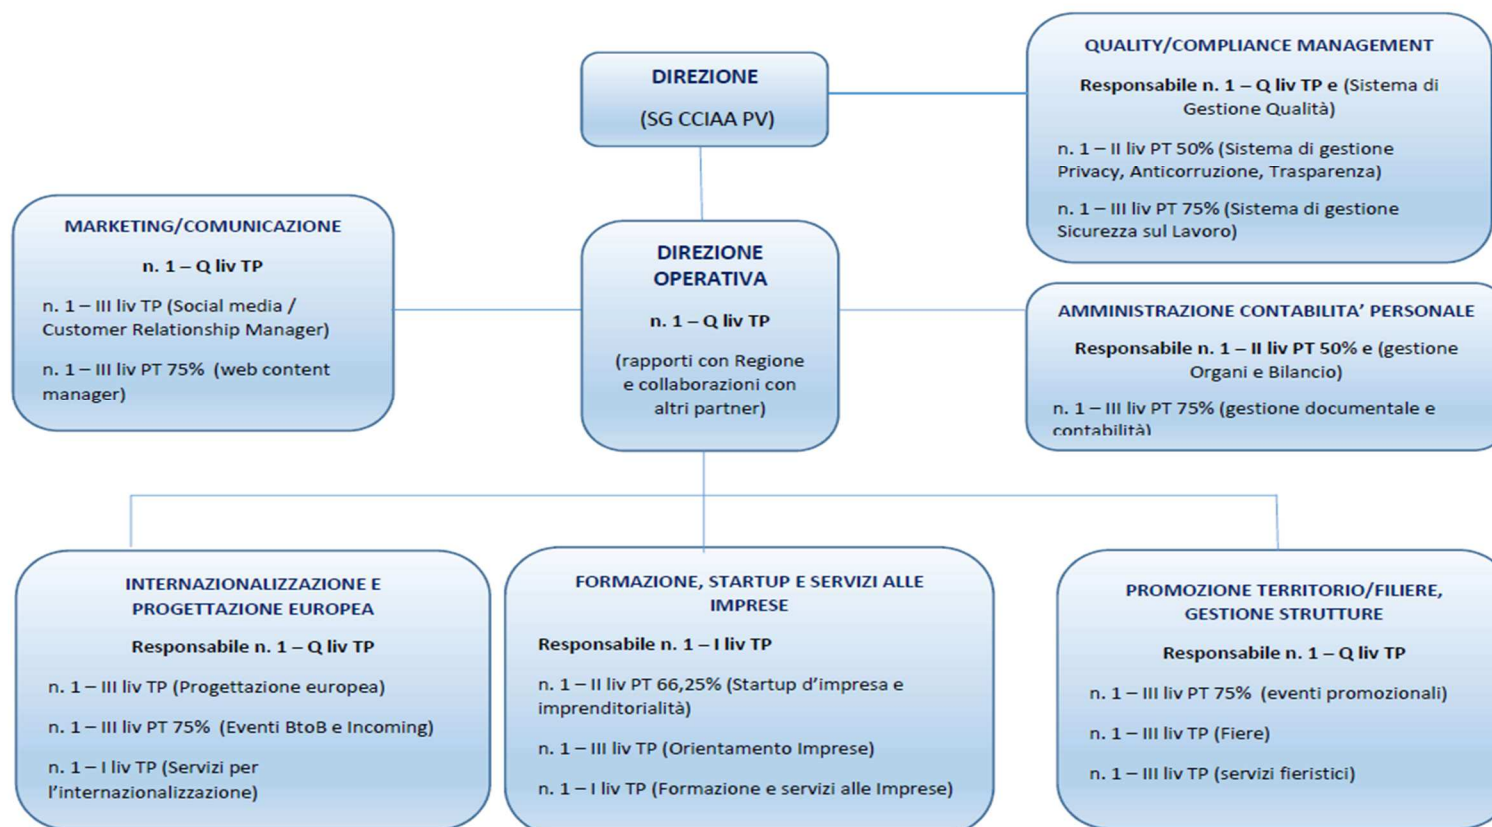 DIREZIONE
(SG CCIAA PV)
QUALITY/COMPLIANCE MANAGEMENT
Responsabile n. 1 – Q liv TP e (Sistema di
Gestione Qualità)
n. 1 – II liv PT 50% (Sistema di gestione
Privacy, Anticorruzione, Trasparenza)
n. 1 – III liv PT 75% (Sistema di gestione
Sicurezza sul Lavoro)
MARKETING/COMUNICAZIONE
n. 1 – Q liv TP
n. 1 – III liv TP (Social media /
Customer Relationship Manager)
n. 1 – III liv PT 75% (web content
manager)
DIREZIONE
OPERATIVA
n. 1 – Q liv TP
(rapporti con Regione
e collaborazioni con
altri partner)
AMMINISTRAZIONE CONTABILITA’ PERSONALE
Responsabile n. 1 – II liv PT 50% e (gestione
Organi e Bilancio)
n. 1 – III liv PT 75% (gestione documentale e
contabilità)
INTERNAZIONALIZZAZIONE E
PROGETTAZIONE EUROPEA
Responsabile n. 1 – Q liv TP
n. 1 – III liv TP (Progettazione europea)
n. 1 – III liv PT 75% (Eventi BtoB e Incoming)
n. 1 – I liv TP (Servizi per
l’internazionalizzazione)
FORMAZIONE, STARTUP E SERVIZI ALLE
IMPRESE
Responsabile n. 1 – I liv TP
n. 1 – II liv PT 66,25% (Startup d’impresa e
imprenditorialità)
n. 1 – III liv TP (Orientamento Imprese)
n. 1 – I liv TP (Formazione e servizi alle Imprese)
PROMOZIONE TERRITORIO/FILIERE,
GESTIONE STRUTTURE
Responsabile n. 1 – Q liv TP
n. 1 – III liv PT 75% (eventi promozionali)
n. 1 – III liv TP (Fiere)
n. 1 – III liv TP (servizi fieristici)